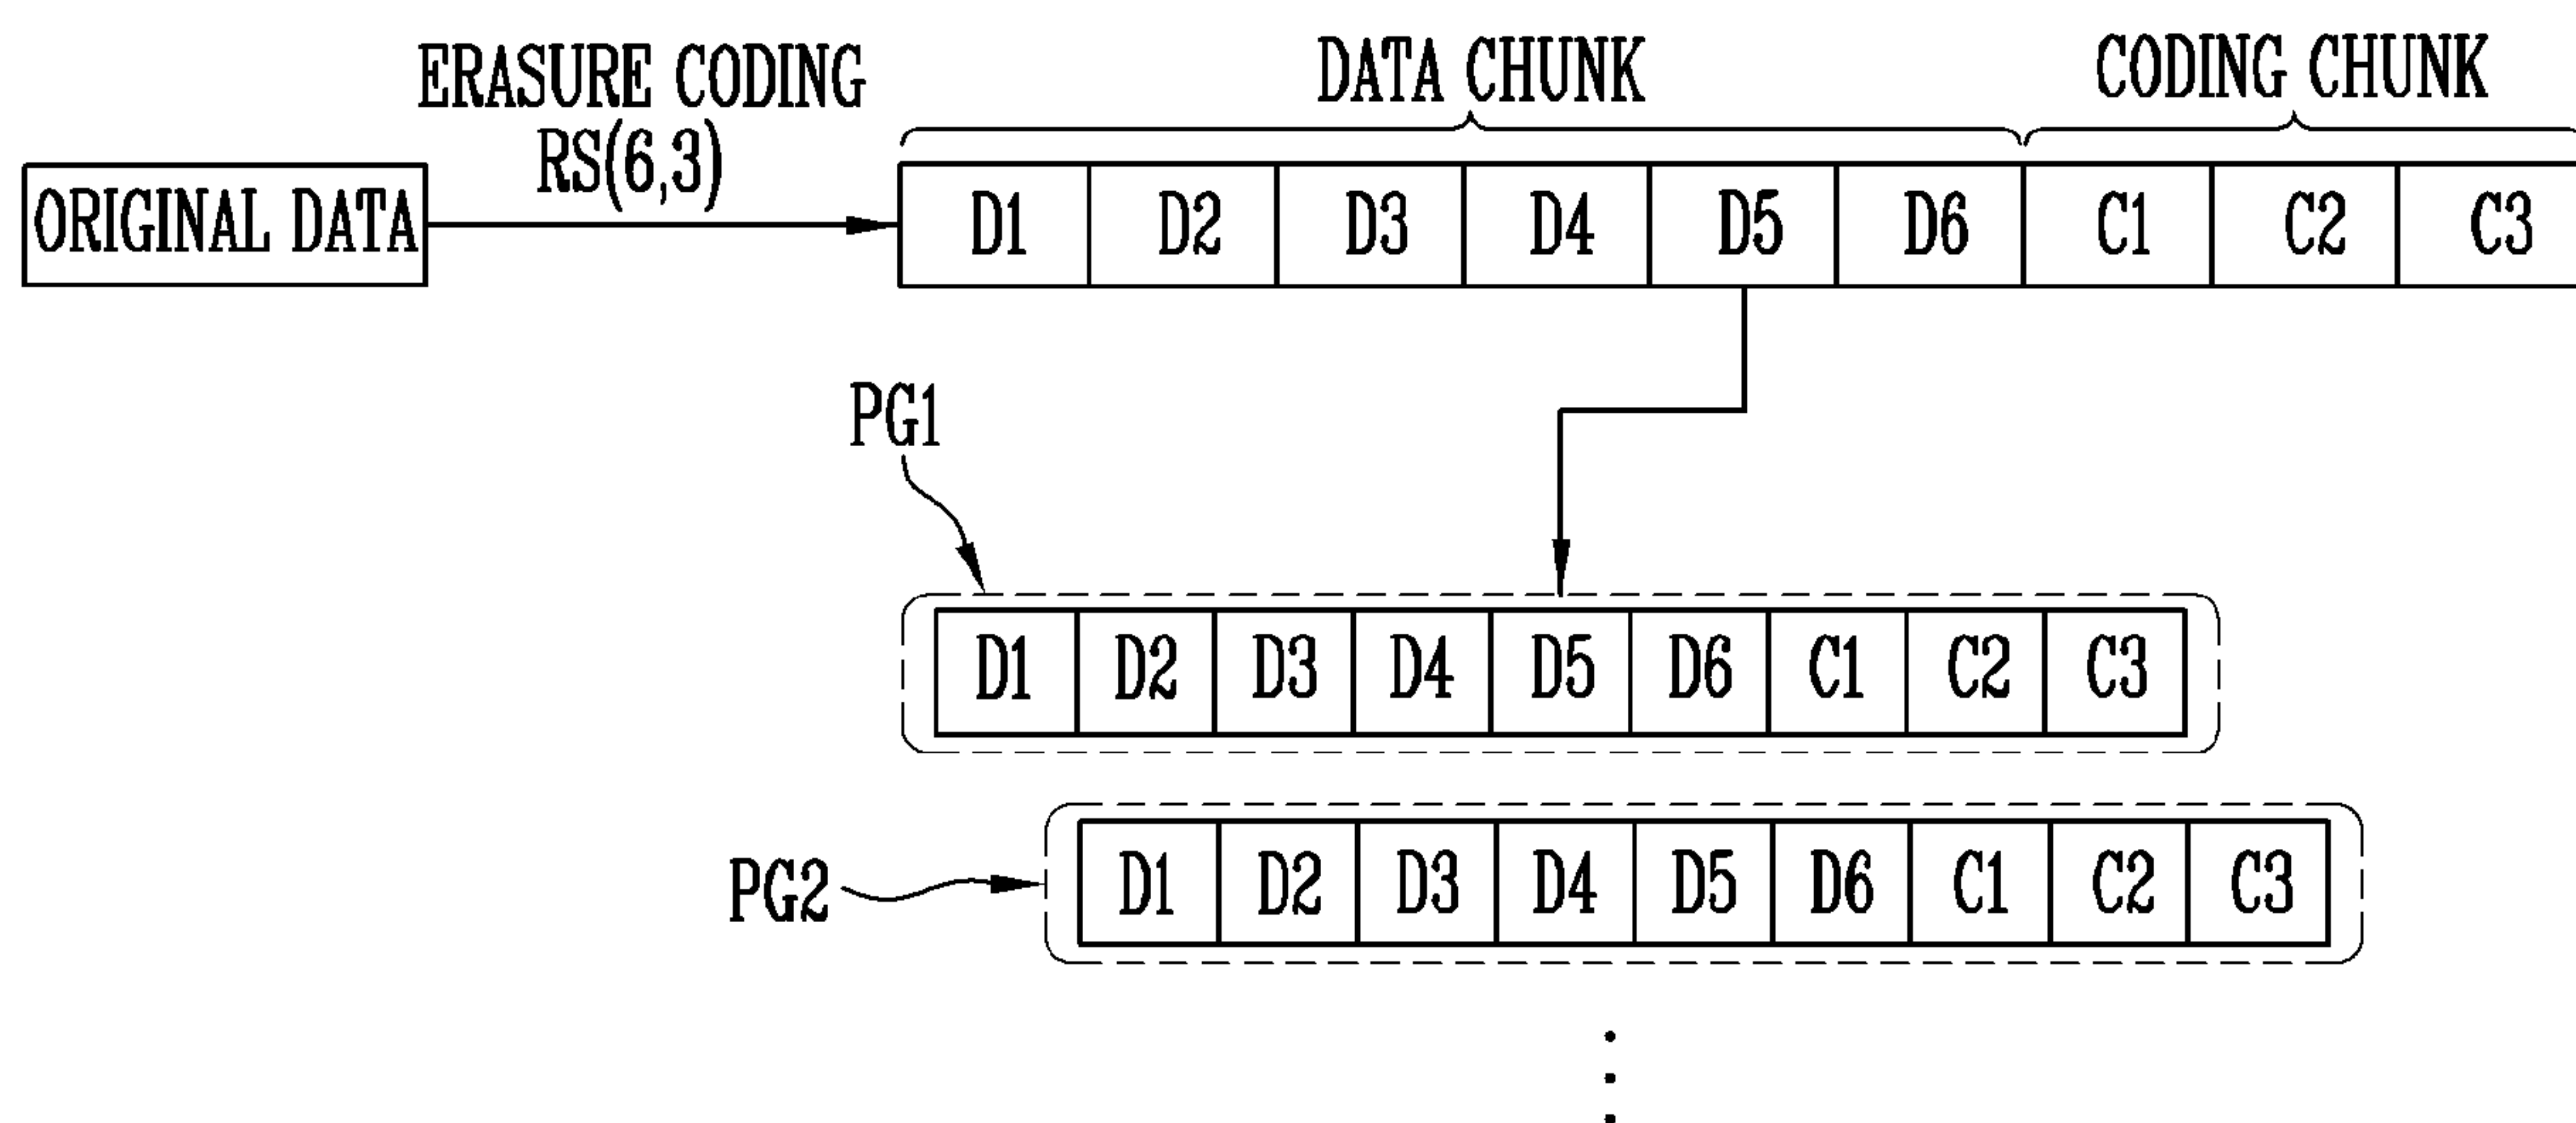 ERASURE CODING
RS(6,3)
DATA CHUNK
CODING CHUNK
ORIGINAL DATA
D1 D2 D3 D4 D5 D6 C1 C2 C3
PG1
D1 D2 D3 D4 D5 D6 C1 C2 C3
PG2
D1 D2 D3 D4 D5 D6 C1 C2 C3